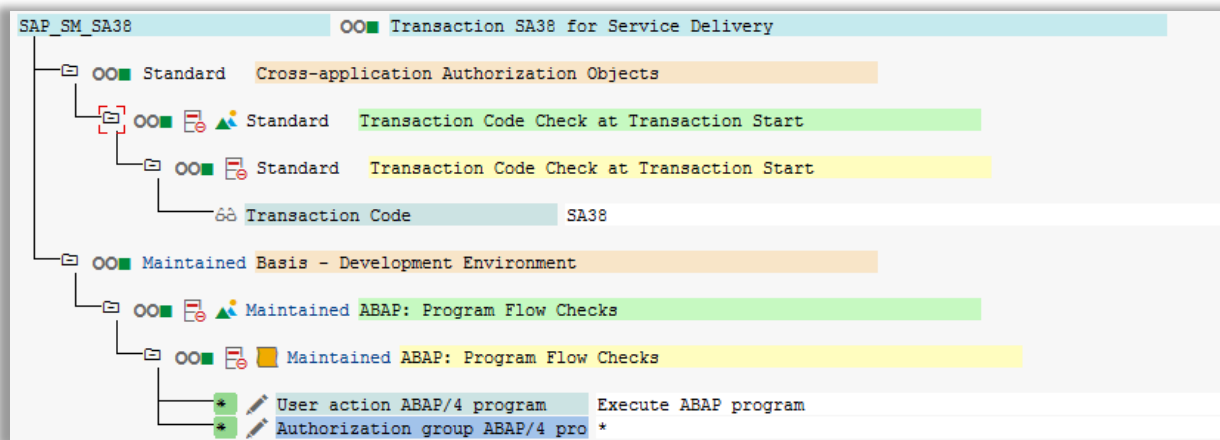 SAP_SM_SA38 Transaction SA38 for Service Delivery
Standard Cross-application Authorization Objects
Standard Transaction Code Check at Transaction Start
Standard Transaction Code Check at Transaction Start
Transaction Code SA38
Maintained Basis - Development Environment
Maintained ABAP: Program Flow Checks
Maintained ABAP: Program Flow Checks
* User action ABAP/4 program Execute ABAP program
* Authorization group ABAP/4 pro *